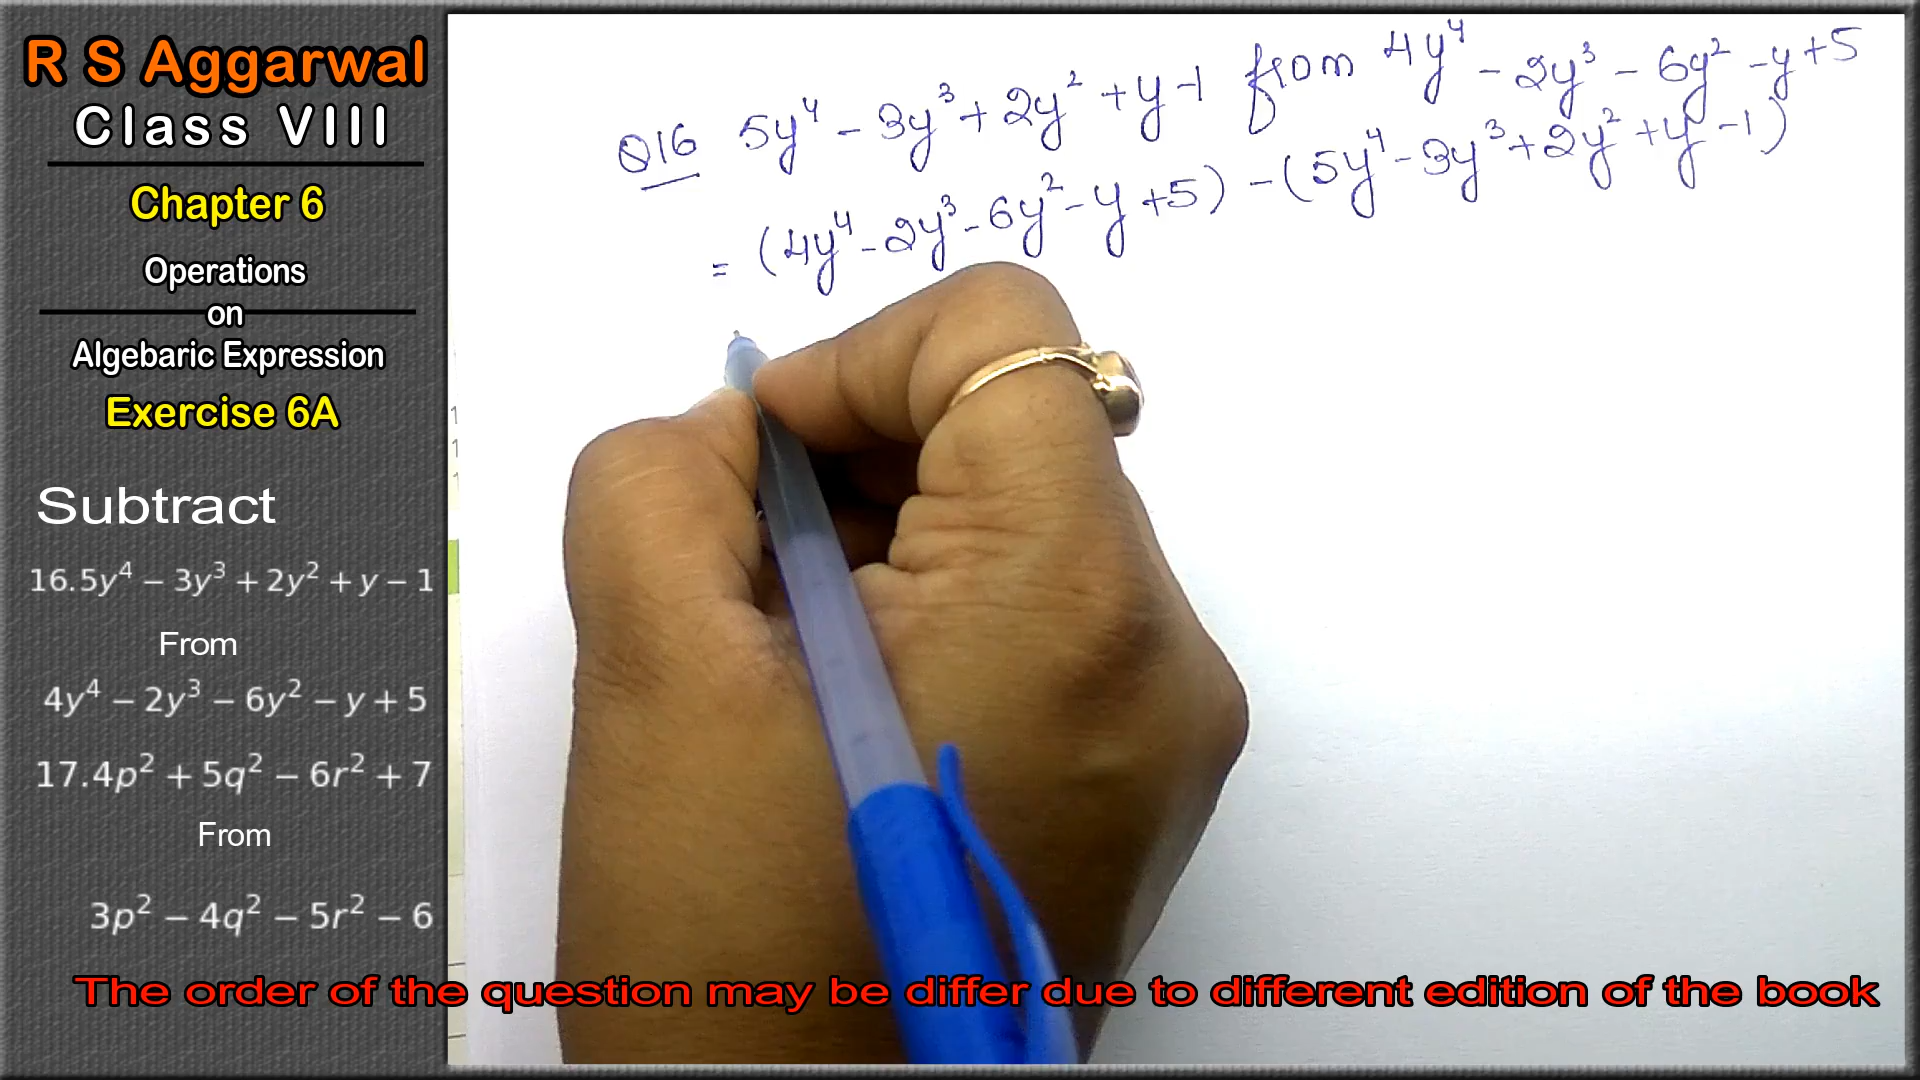 R S Aggarwal
Class VIII
Chapter 6
Operations
on
Algebaric Expression
Exercise 6A
Subtract
16.5y⁴ − 3y³ + 2y² + y − 1
From
4y⁴ − 2y³ − 6y² − y + 5
17.4p² + 5q² − 6r² + 7
From
3p² − 4q² − 5r² − 6
Q16 5y⁴ − 3y³ + 2y² + y − 1 from 4y⁴ − 2y³ − 6y² − y + 5
= (4y⁴ − 2y³ − 6y² − y + 5) − (5y⁴ − 3y³ + 2y² + y − 1)
The order of the question may be differ due to different edition of the book